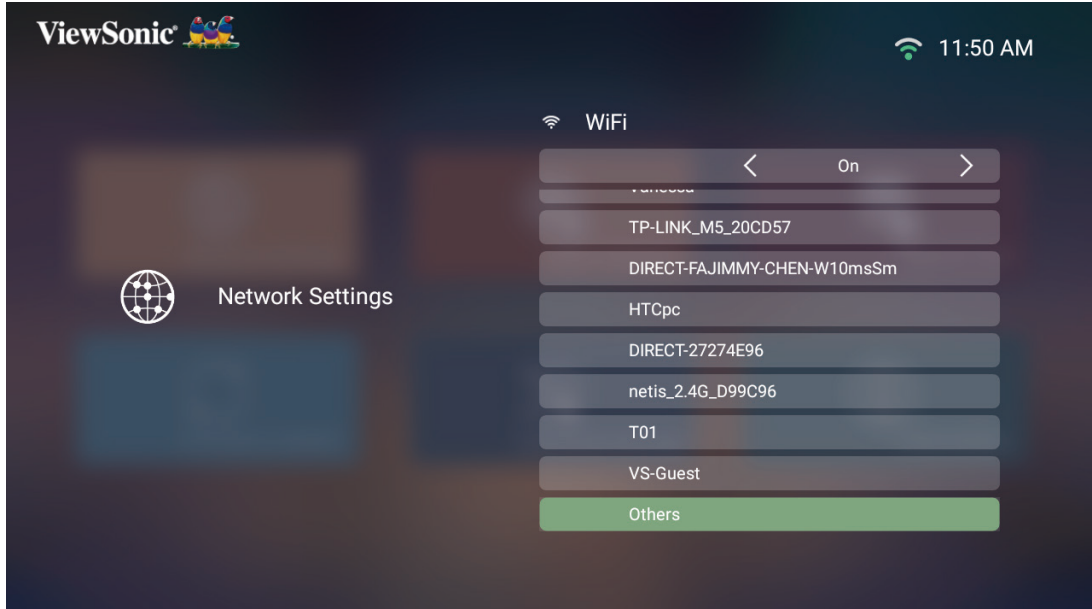 ViewSonic
11:50 AM
WiFi
On
Vanessa
TP-LINK_M5_20CD57
DIRECT-FAJIMMY-CHEN-W10msSm
Network Settings
HTCpc
DIRECT-27274E96
netis_2.4G_D99C96
T01
VS-Guest
Others